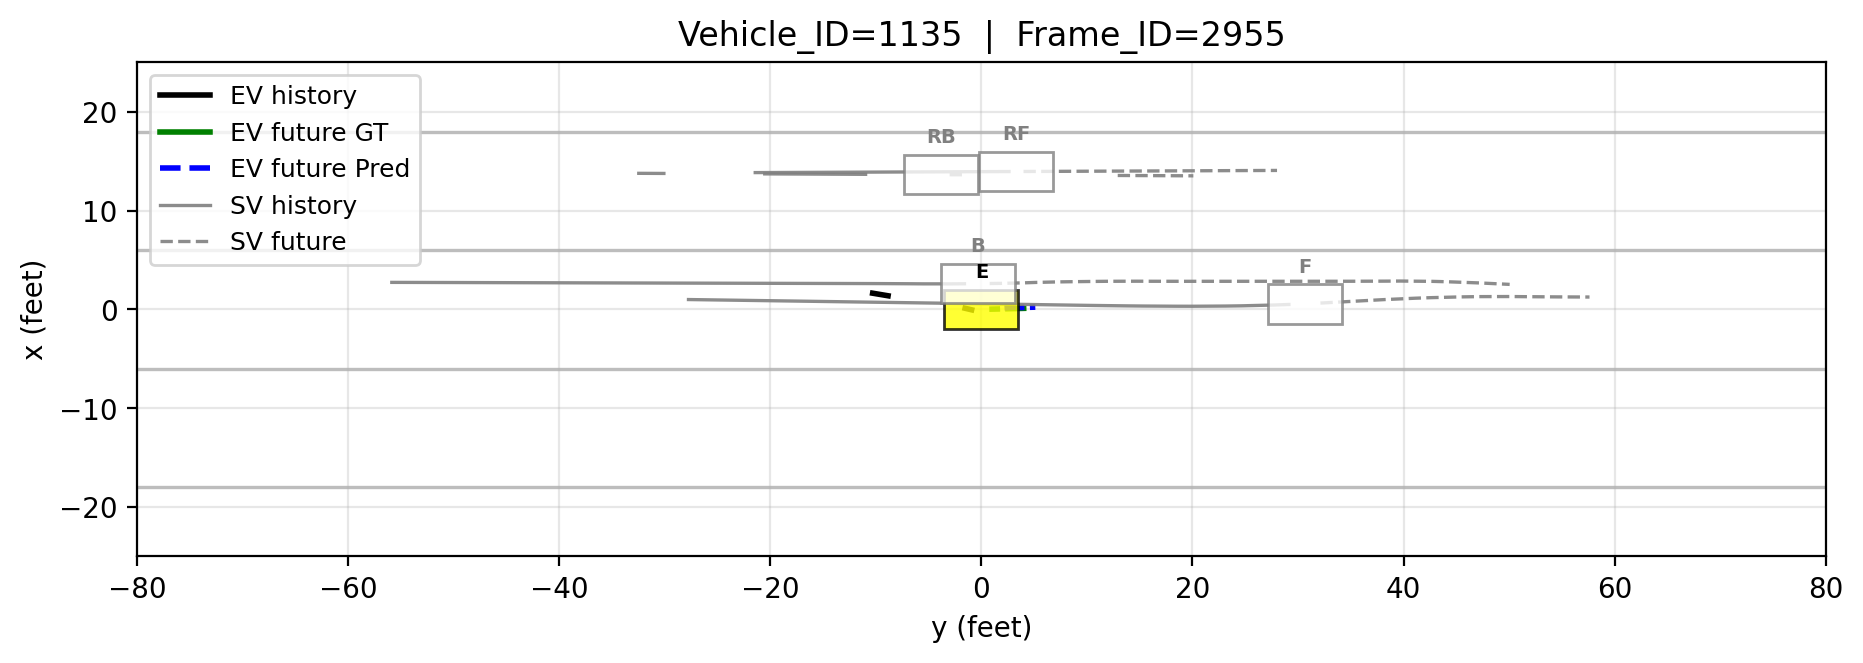 Vehicle_ID=1135 | Frame_ID=2955
EV history
EV future GT
EV future Pred
SV history
SV future
RB
RF
B
E
F
20
10
0
−10
−20
x (feet)
−80
−60
−40
−20
0
20
40
60
80
y (feet)